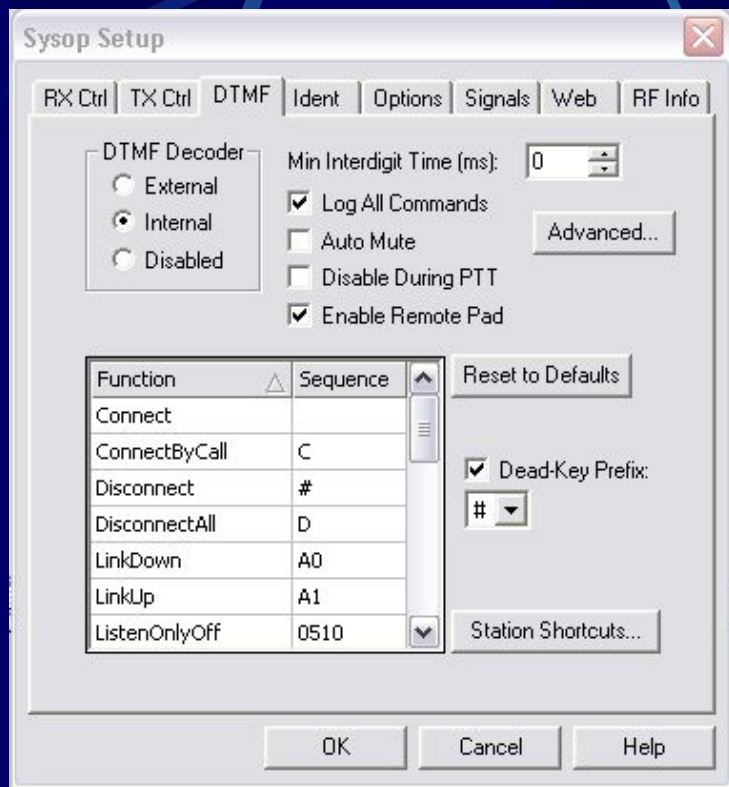 Sysop Setup
RX Ctrl TX Ctrl DTMF Ident Options Signals Web RF Info
DTMF Decoder
External
Internal
Disabled
Min Interdigit Time (ms): 0
Log All Commands
Auto Mute
Disable During PTT
Enable Remote Pad
Advanced...
Function Sequence
Connect
ConnectByCall C
Disconnect #
DisconnectAll D
LinkDown A0
LinkUp A1
ListenOnlyOff 0510
Reset to Defaults
Dead-Key Prefix:
#
Station Shortcuts...
OK Cancel Help